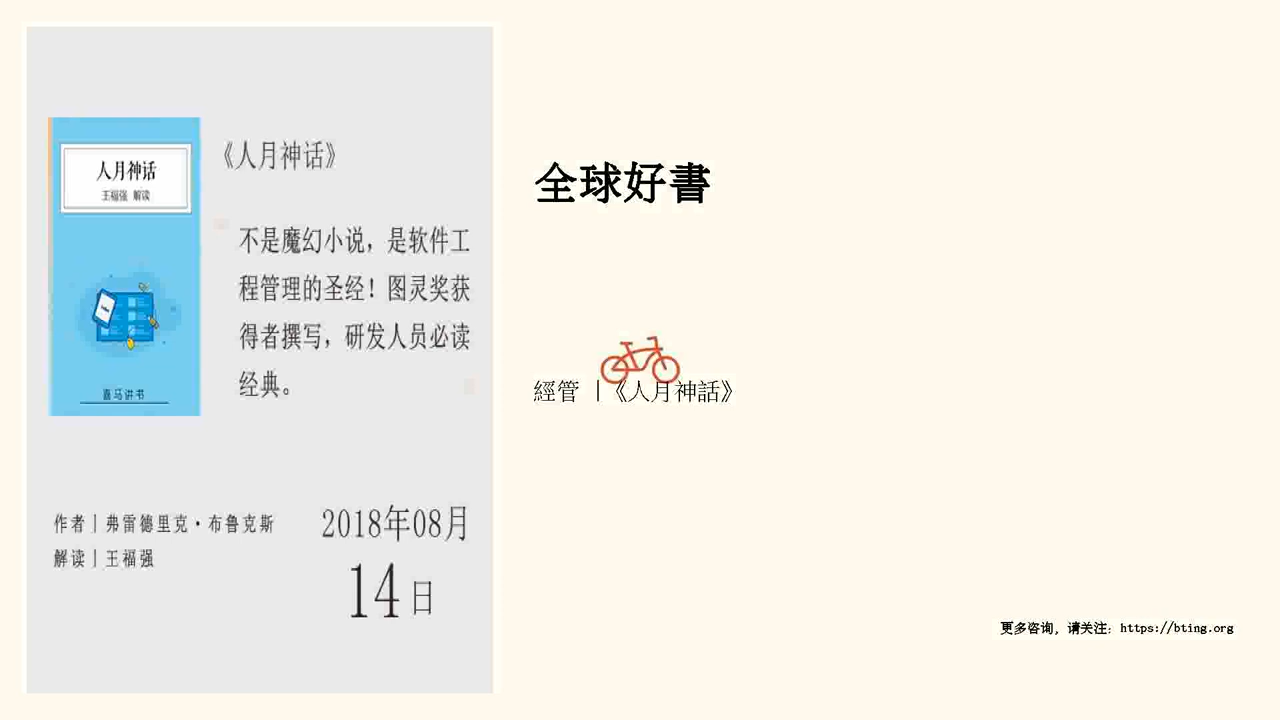 人月神话
王福强 解读
喜马讲书
《人月神话》
不是魔幻小说，是软件工
程管理的圣经！图灵奖获
得者撰写，研发人员必读
经典。
作者丨弗雷德里克·布鲁克斯
解读丨王福强
2018年08月
14日
全球好書
經管 丨《人月神話》
更多咨询，请关注：https://bting.org